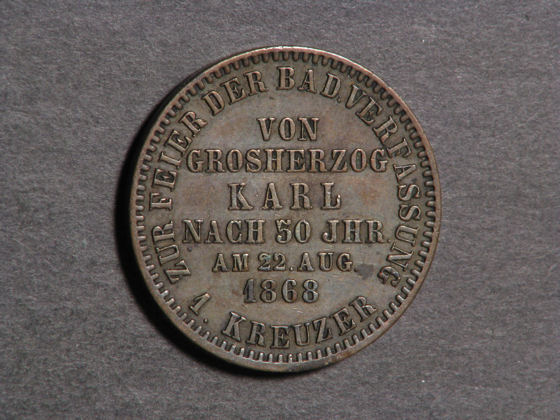 ZUR FEIER DER BAD. VERFASSUNG
VON
GROSHERZOG
KARL
NACH 50 JHR.
AM 22. AUG.
1868
1. KREUZER